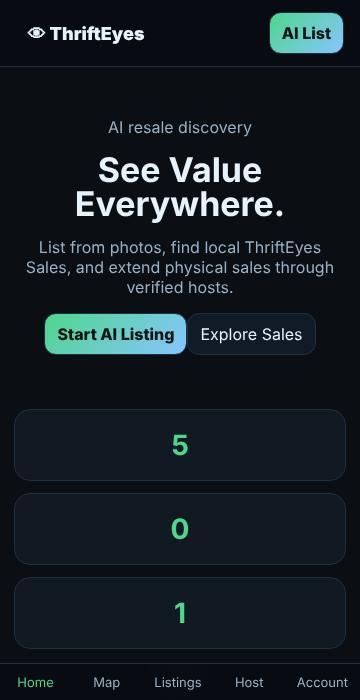 👁 ThriftEyes
AI List
AI resale discovery
See Value
Everywhere.
List from photos, find local ThriftEyes
Sales, and extend physical sales through
verified hosts.
Start AI Listing
Explore Sales
5
0
1
Home
Map
Listings
Host
Account